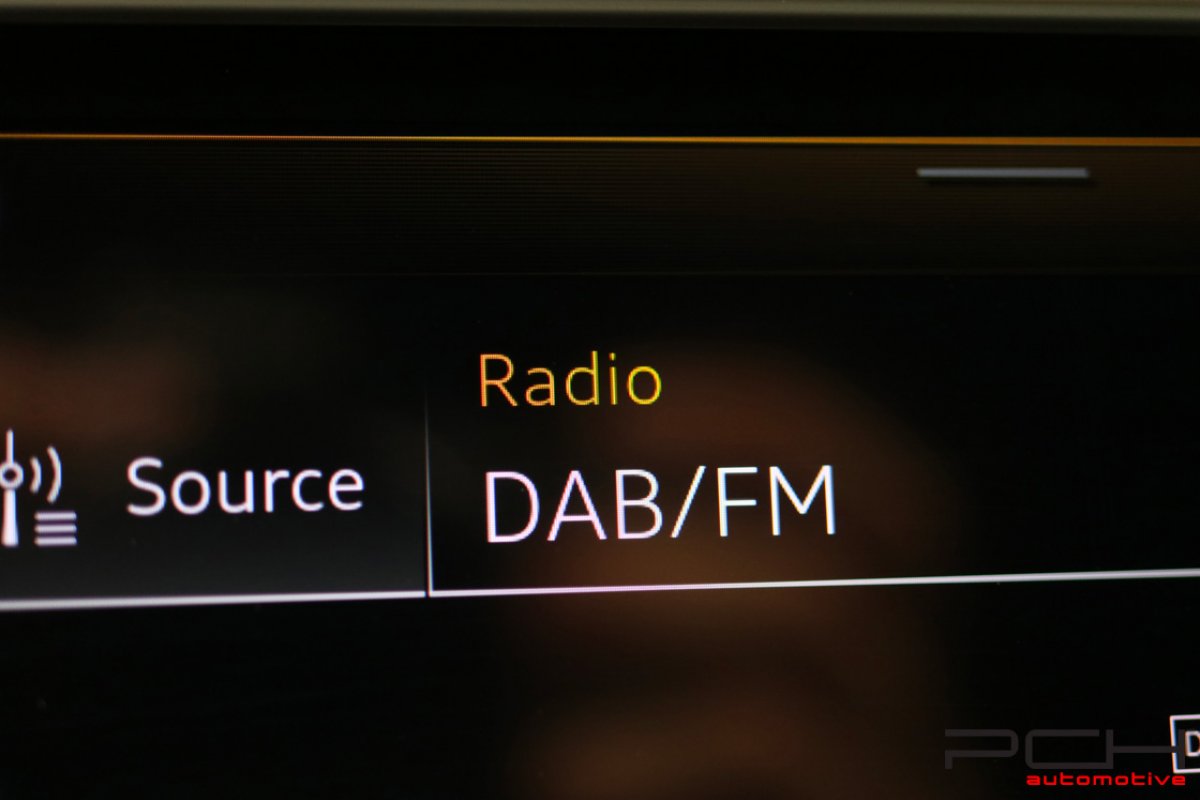 Radio
Source
DAB/FM
PCH
automotive
D